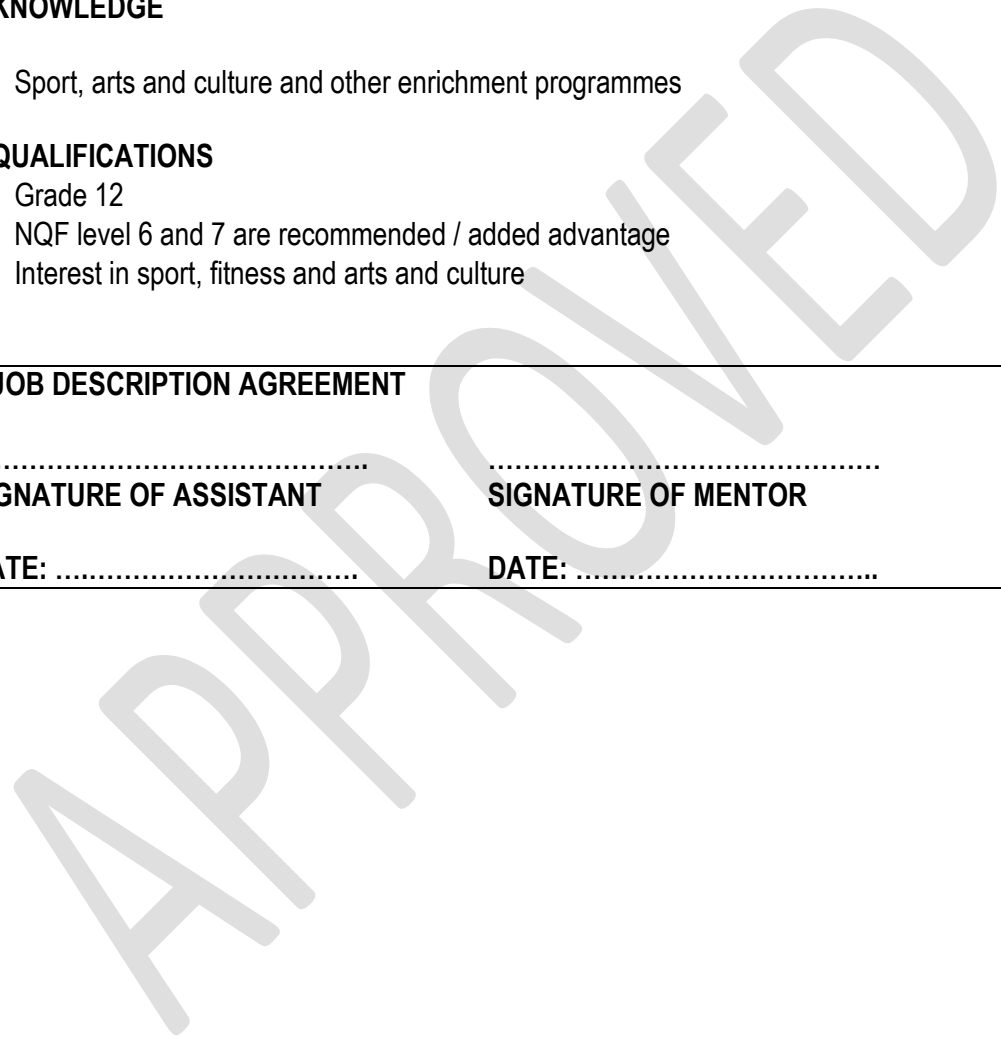 KNOWLEDGE
Sport, arts and culture and other enrichment programmes
QUALIFICATIONS
Grade 12
NQF level 6 and 7 are recommended / added advantage
Interest in sport, fitness and arts and culture
JOB DESCRIPTION AGREEMENT
……………………………………. ………………………………………
GNATURE OF ASSISTANT SIGNATURE OF MENTOR
ATE: ….…………………………. DATE: ……………………………..
APPROVED